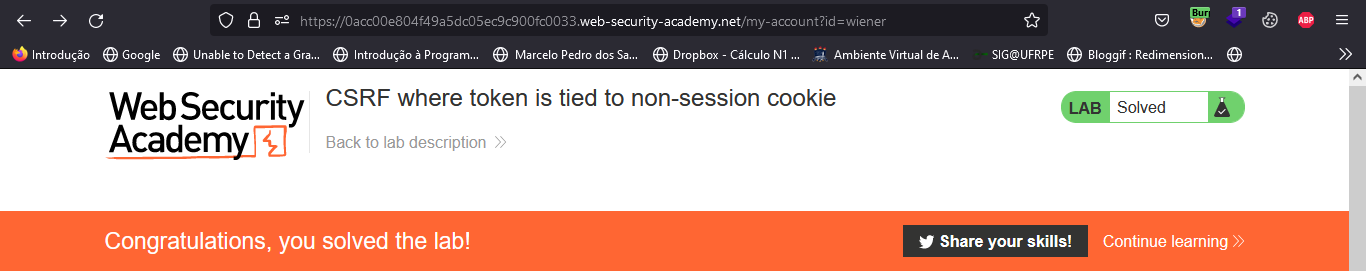 https://0acc00e804f49a5dc05ec9c900fc0033.web-security-academy.net/my-account?id=wiener
Burp
1
ABP
Introdução Google Unable to Detect a Gra... Introdução à Program... Marcelo Pedro dos Sa... Dropbox - Cálculo N1 ... Ambiente Virtual de A... SIG@UFRPE Bloggif : Redimension...
Web Security
Academy
CSRF where token is tied to non-session cookie
Back to lab description
LAB Solved
Congratulations, you solved the lab! Share your skills! Continue learning